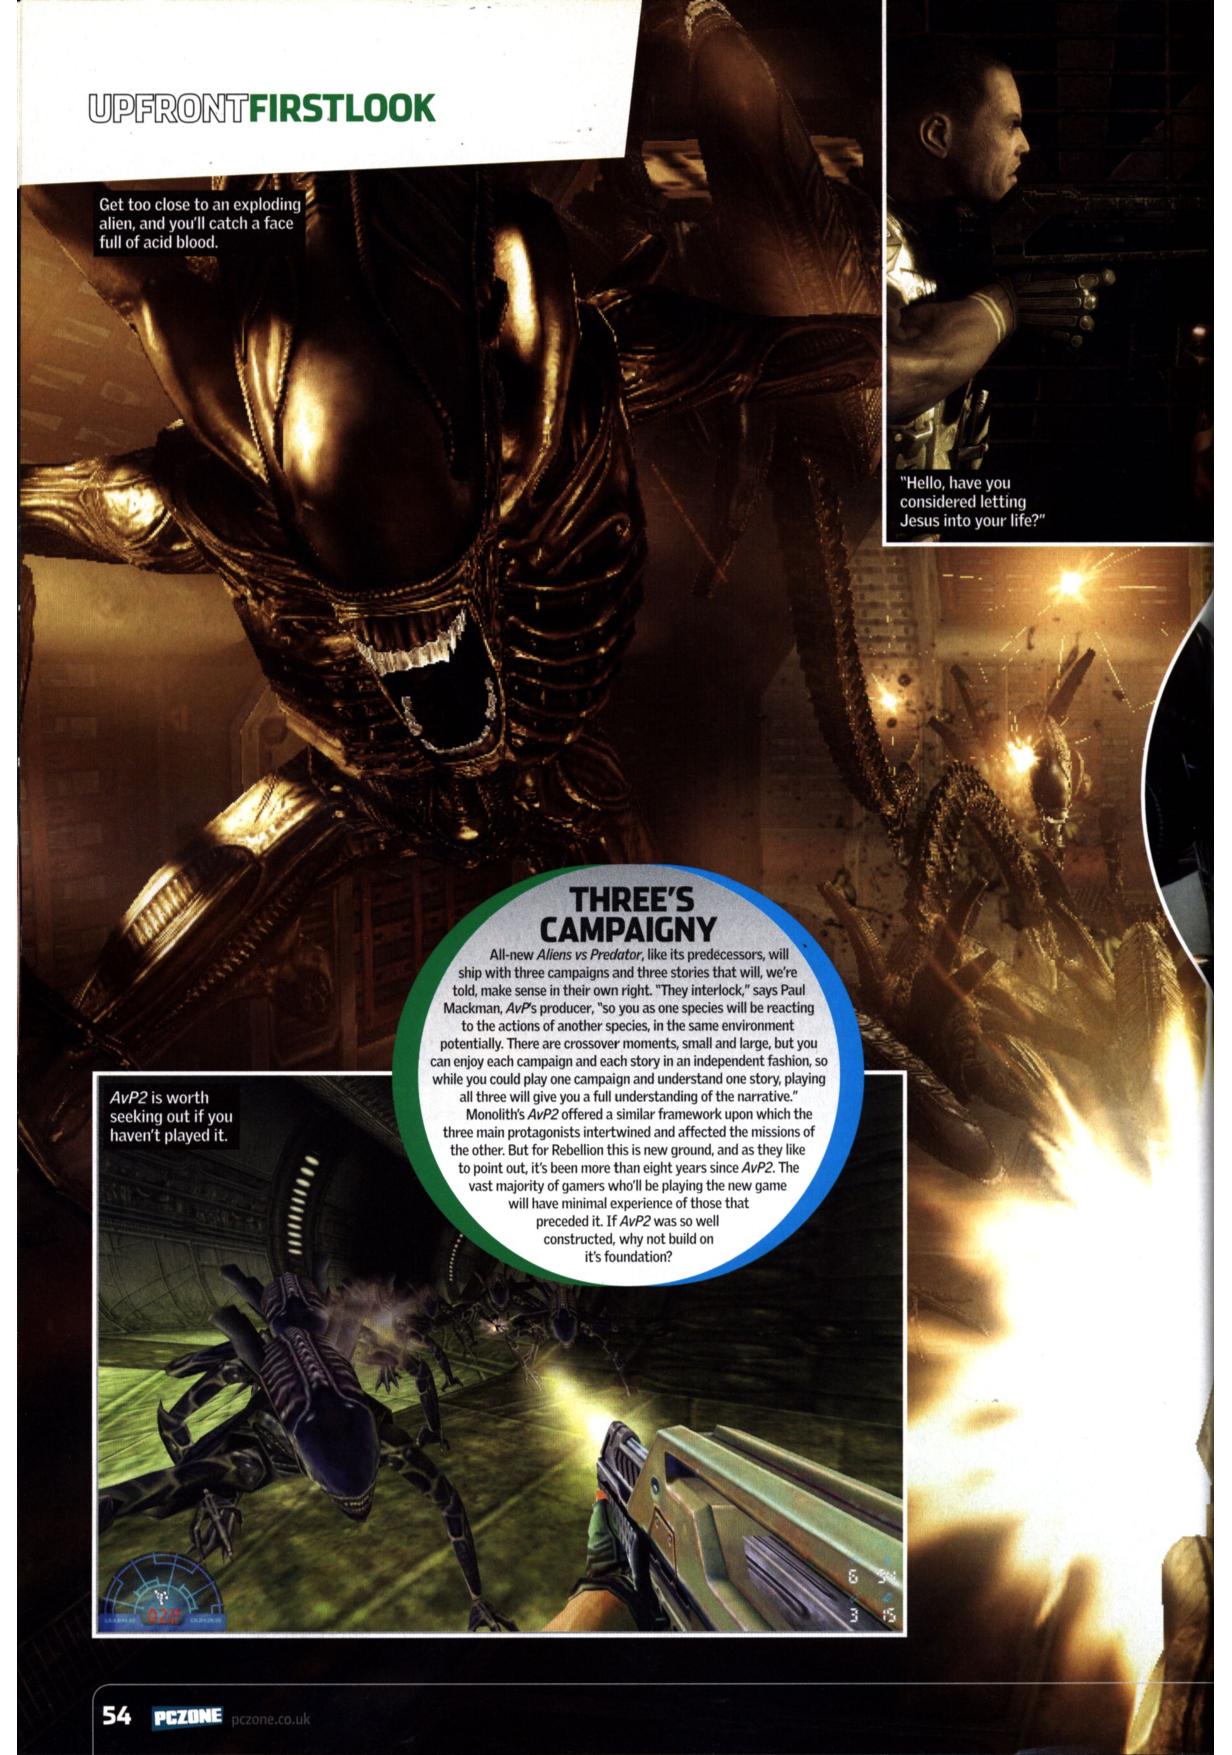 UPFRONTFIRSTLOOK
Get too close to an exploding
alien, and you'll catch a face
full of acid blood.
"Hello, have you
considered letting
Jesus into your life?"
THREE'S
CAMPAIGNY
All-new Aliens vs Predator, like its predecessors, will
ship with three campaigns and three stories that will, we're
told, make sense in their own right. "They interlock," says Paul
Mackman, AvP's producer, "so you as one species will be reacting
to the actions of another species, in the same environment
potentially. There are crossover moments, small and large, but you
can enjoy each campaign and each story in an independent fashion, so
while you could play one campaign and understand one story, playing
all three will give you a full understanding of the narrative."
Monolith's AvP2 offered a similar framework upon which the
three main protagonists intertwined and affected the missions of
the other. But for Rebellion this is new ground, and as they like
to point out, it's been more than eight years since AvP2. The
vast majority of gamers who'll be playing the new game
will have minimal experience of those that
preceded it. If AvP2 was so well
constructed, why not build on
it's foundation?
AvP2 is worth
seeking out if you
haven't played it.
6
3 15
54 PCZONE pczone.co.uk